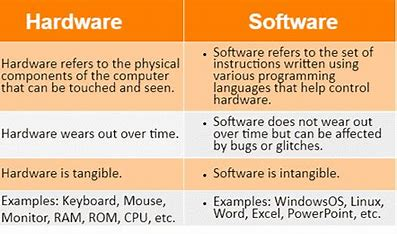 Hardware
Software
Hardware refers to the physical
components of the computer
that can be touched and seen.
• Software refers to the set of
instructions written using
various programming
languages that help control
hardware.
Hardware wears out over time.
• Software does not wear out
over time but can be affected
by bugs or glitches.
Hardware is tangible.
• Software is intangible.
Examples: Keyboard, Mouse,
Monitor, RAM, ROM, CPU, etc.
• Examples: WindowsOS, Linux,
Word, Excel, PowerPoint, etc.